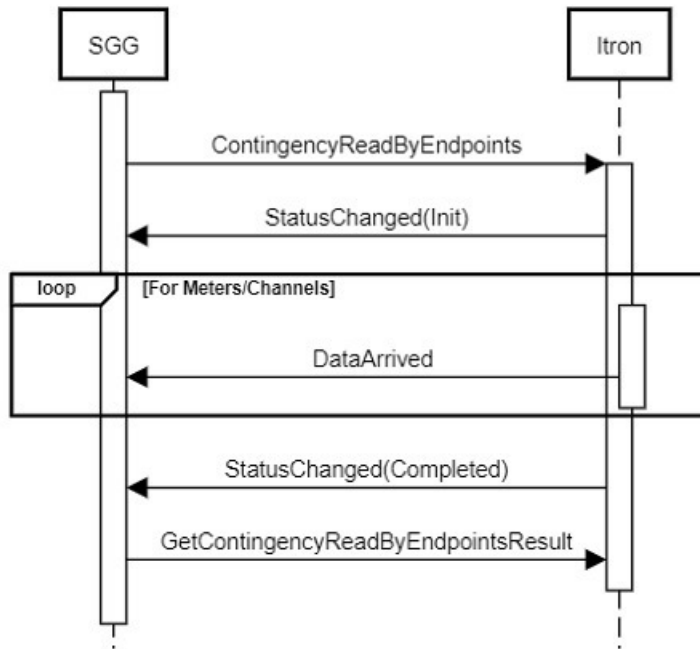 SGG
Itron
ContingencyReadByEndpoints
StatusChanged(Init)
loop
[For Meters/Channels]
DataArrived
StatusChanged(Completed)
GetContingencyReadByEndpointsResult